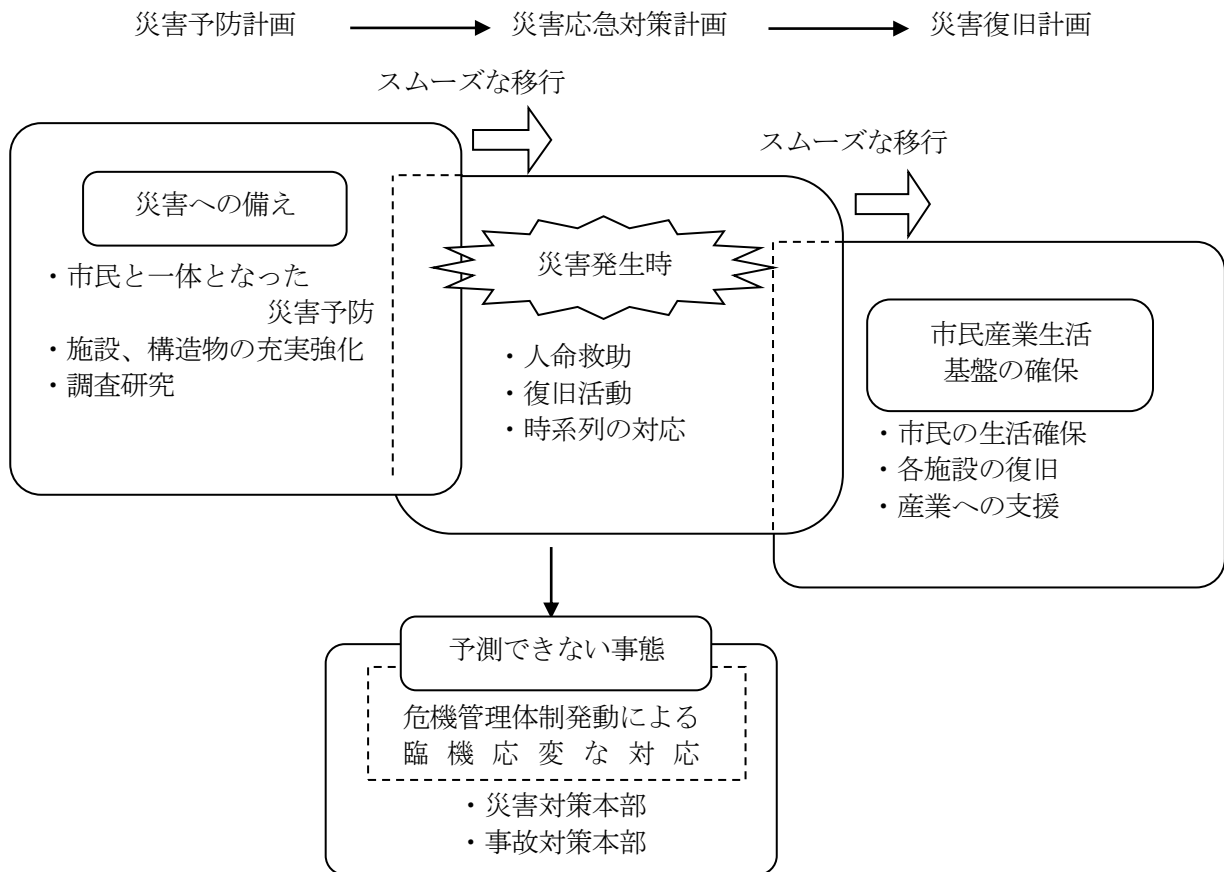 災害予防計画 災害応急対策計画 災害復旧計画
スムーズな移行
スムーズな移行
災害への備え
・市民と一体となった
災害予防
・施設、構造物の充実強化
・調査研究
災害発生時
・人命救助
・復旧活動
・時系列の対応
市民産業生活
基盤の確保
・市民の生活確保
・各施設の復旧
・産業への支援
予測できない事態
危機管理体制発動による
臨機応変な対応
・災害対策本部
・事故対策本部